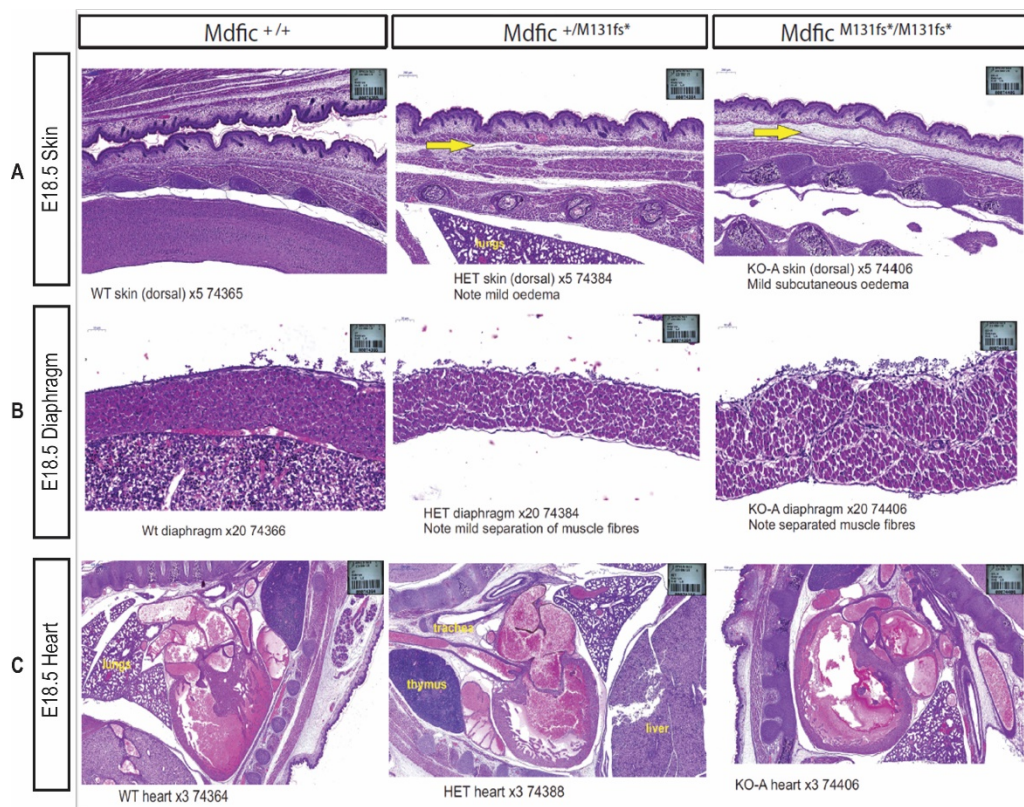 Mdfic +/+
Mdfic +/M131fs*
Mdfic M131fs*/M131fs*
A
E18.5 Skin
lungs
WT skin (dorsal) x5 74365
HET skin (dorsal) x5 74384
Note mild oedema
KO-A skin (dorsal) x5 74406
Mild subcutaneous oedema
B
E18.5 Diaphragm
Wt diaphragm x20 74366
HET diaphragm x20 74384
Note mild separation of muscle fibres
KO-A diaphragm x20 74406
Note separated muscle fibres
C
E18.5 Heart
lungs
trachea
thymus
liver
WT heart x3 74364
HET heart x3 74388
KO-A heart x3 74406